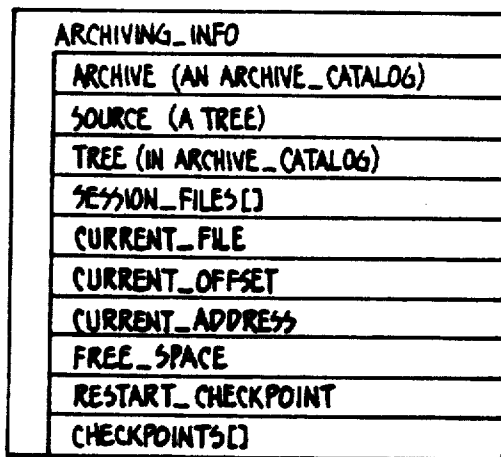 ARCHIVING_INFO
ARCHIVE (AN ARCHIVE_CATALOG)
SOURCE (A TREE)
TREE (IN ARCHIVE_CATALOG)
SESSION_FILES[]
CURRENT_FILE
CURRENT_OFFSET
CURRENT_ADDRESS
FREE_SPACE
RESTART_CHECKPOINT
CHECKPOINTS[]